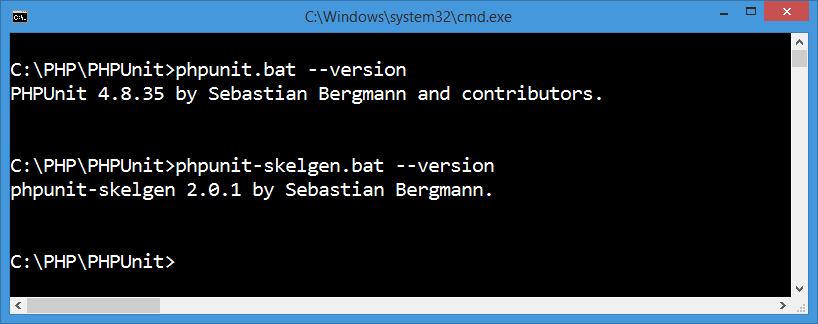 C:\Windows\system32\cmd.exe
C:\PHP\PHPUnit>phpunit.bat --version
PHPUnit 4.8.35 by Sebastian Bergmann and contributors.
C:\PHP\PHPUnit>phpunit-skelgen.bat --version
phpunit-skelgen 2.0.1 by Sebastian Bergmann.
C:\PHP\PHPUnit>